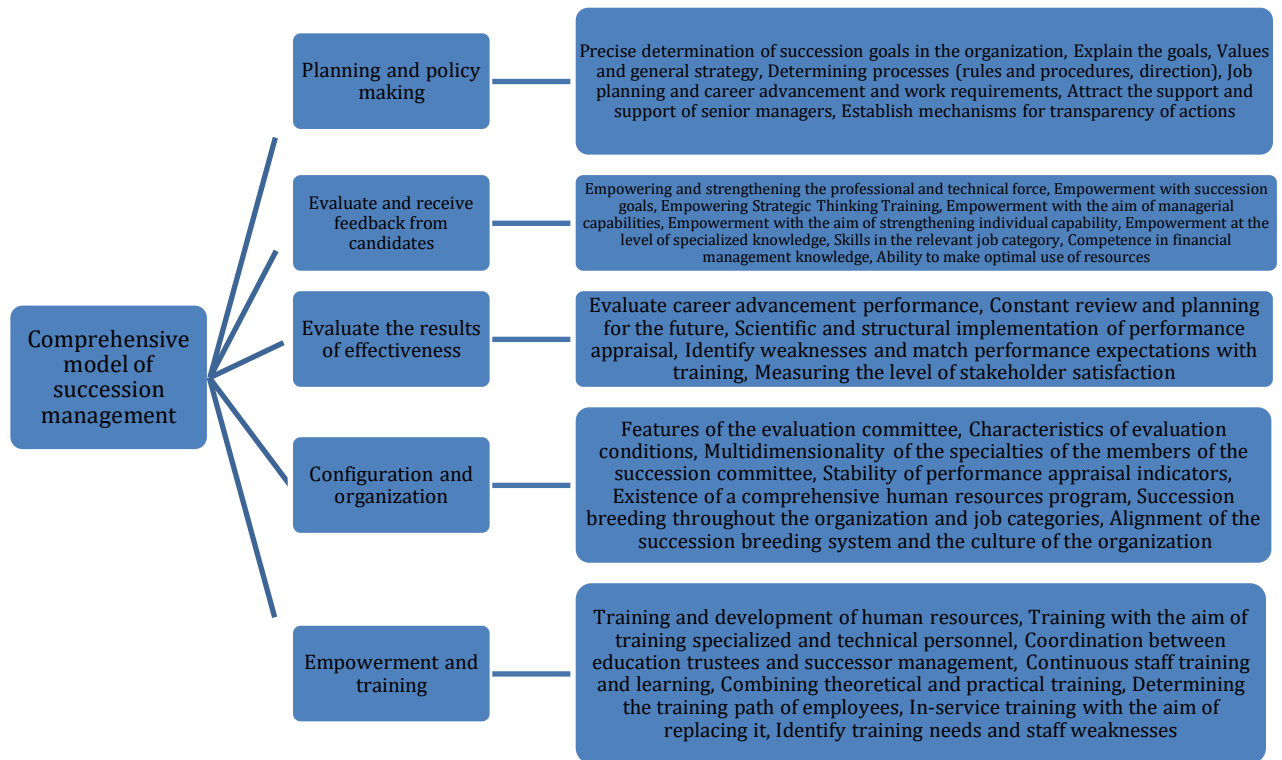 Comprehensive
model of
succession
management
Planning and policy
making
Precise determination of succession goals in the organization, Explain the goals, Values
and general strategy, Determining processes (rules and procedures, direction), Job
planning and career advancement and work requirements, Attract the support and
support of senior managers, Establish mechanisms for transparency of actions
Evaluate and receive
feedback from
candidates
Empowering and strengthening the professional and technical force, Empowerment with succession
goals, Empowering Strategic Thinking Training, Empowerment with the aim of managerial
capabilities, Empowerment with the aim of strengthening individual capability, Empowerment at the
level of specialized knowledge, Skills in the relevant job category, Competence in financial
management knowledge, Ability to make optimal use of resources
Evaluate the results
of effectiveness
Evaluate career advancement performance, Constant review and planning
for the future, Scientific and structural implementation of performance
appraisal, Identify weaknesses and match performance expectations with
training, Measuring the level of stakeholder satisfaction
Configuration and
organization
Features of the evaluation committee, Characteristics of evaluation
conditions, Multidimensionality of the specialties of the members of the
succession committee, Stability of performance appraisal indicators,
Existence of a comprehensive human resources program, Succession
breeding throughout the organization and job categories, Alignment of the
succession breeding system and the culture of the organization
Empowerment and
training
Training and development of human resources, Training with the aim of
training specialized and technical personnel, Coordination between
education trustees and successor management, Continuous staff training
and learning, Combining theoretical and practical training, Determining
the training path of employees, In-service training with the aim of
replacing it, Identify training needs and staff weaknesses